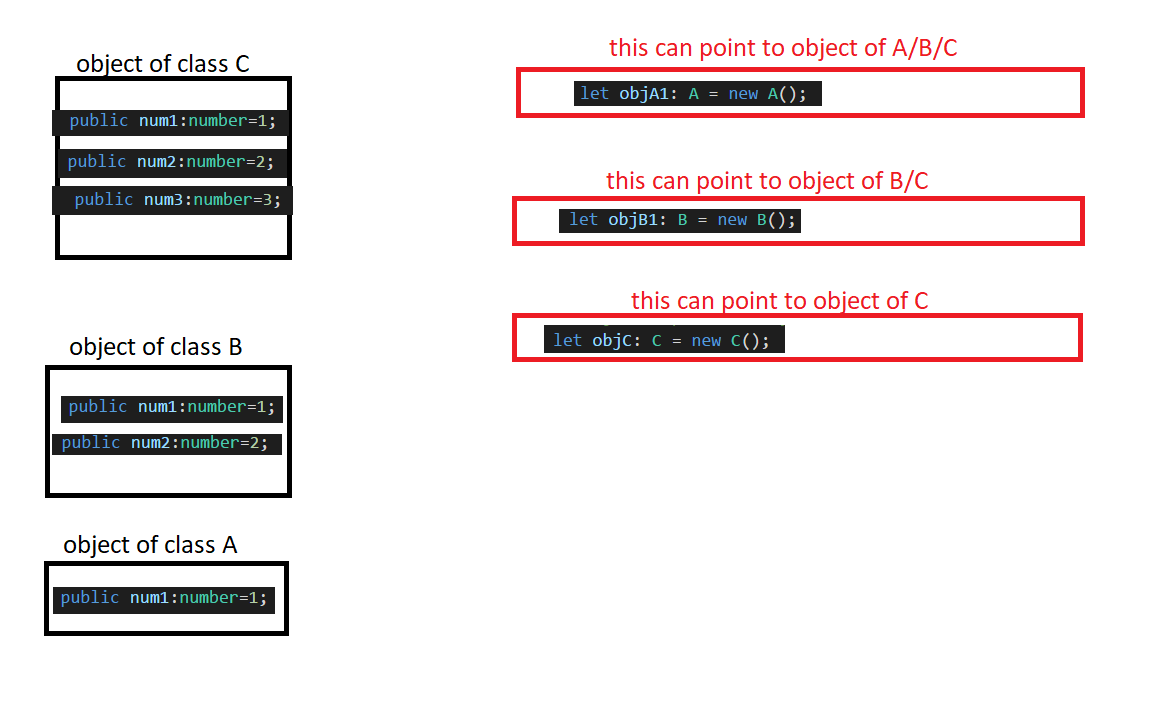 object of class C
public num1:number=1;
public num2:number=2;
public num3:number=3;
object of class B
public num1:number=1;
public num2:number=2;
object of class A
public num1:number=1;
this can point to object of A/B/C
let objA1: A = new A();
this can point to object of B/C
let objB1: B = new B();
this can point to object of C
let objC: C = new C();